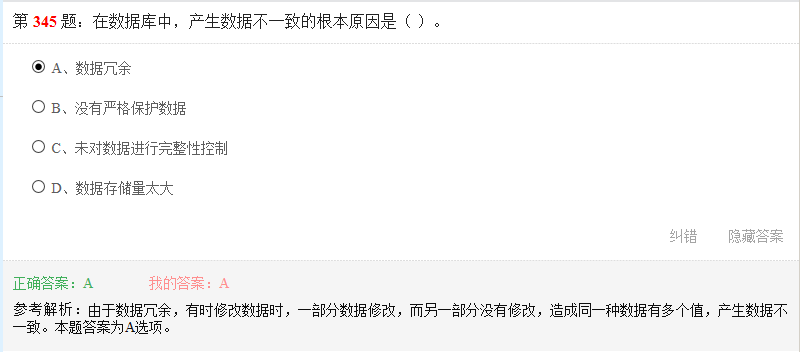 第 345 题：在数据库中，产生数据不一致的根本原因是（ ）。
A、数据冗余
B、没有严格保护数据
C、未对数据进行完整性控制
D、数据存储量太大
纠错 隐藏答案
正确答案：A 我的答案：A
参考解析：由于数据冗余，有时修改数据时，一部分数据修改，而另一部分没有修改，造成同一种数据有多个值，产生数据不
一致。本题答案为A选项。